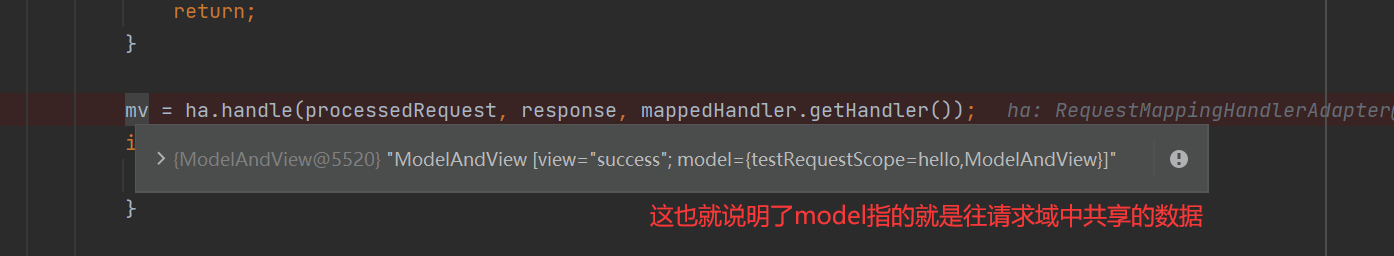 return;
}
mv = ha.handle(processedRequest, response, mappedHandler.getHandler()); ha: RequestMappingHandlerAdapter@
i
{ModelAndView@5520} "ModelAndView [view="success"; model={testRequestScope=hello,ModelAndView}]"
}
这也就说明了model指的就是往请求域中共享的数据